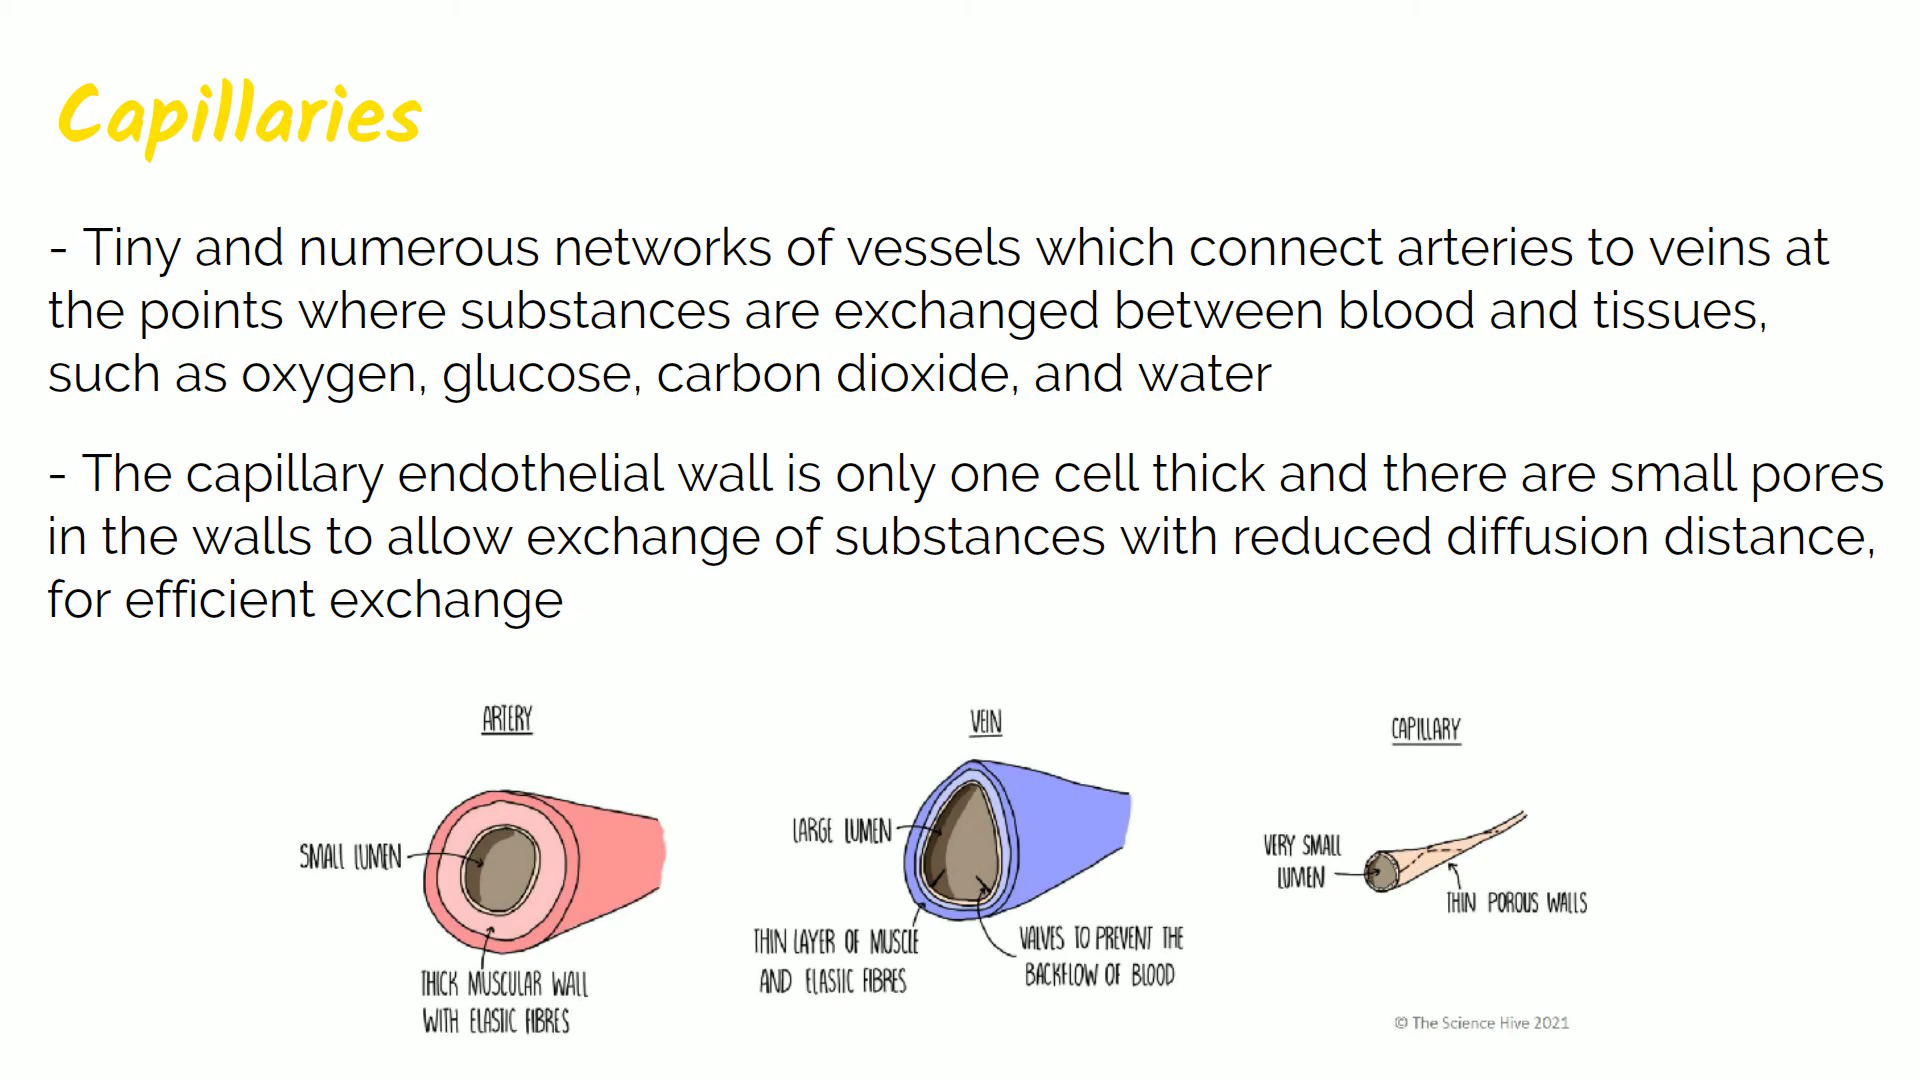 Capillaries
- Tiny and numerous networks of vessels which connect arteries to veins at
the points where substances are exchanged between blood and tissues,
such as oxygen, glucose, carbon dioxide, and water
- The capillary endothelial wall is only one cell thick and there are small pores
in the walls to allow exchange of substances with reduced diffusion distance,
for efficient exchange
ARTERY
SMALL LUMEN
THICK MUSCULAR WALL
WITH ELASTIC FIBRES
VEIN
LARGE LUMEN
THIN LAYER OF MUSCLE
AND ELASTIC FIBRES
VALVES TO PREVENT THE
BACKFLOW OF BLOOD
CAPILLARY
VERY SMALL
LUMEN
THIN POROUS WALLS
© The Science Hive 2021